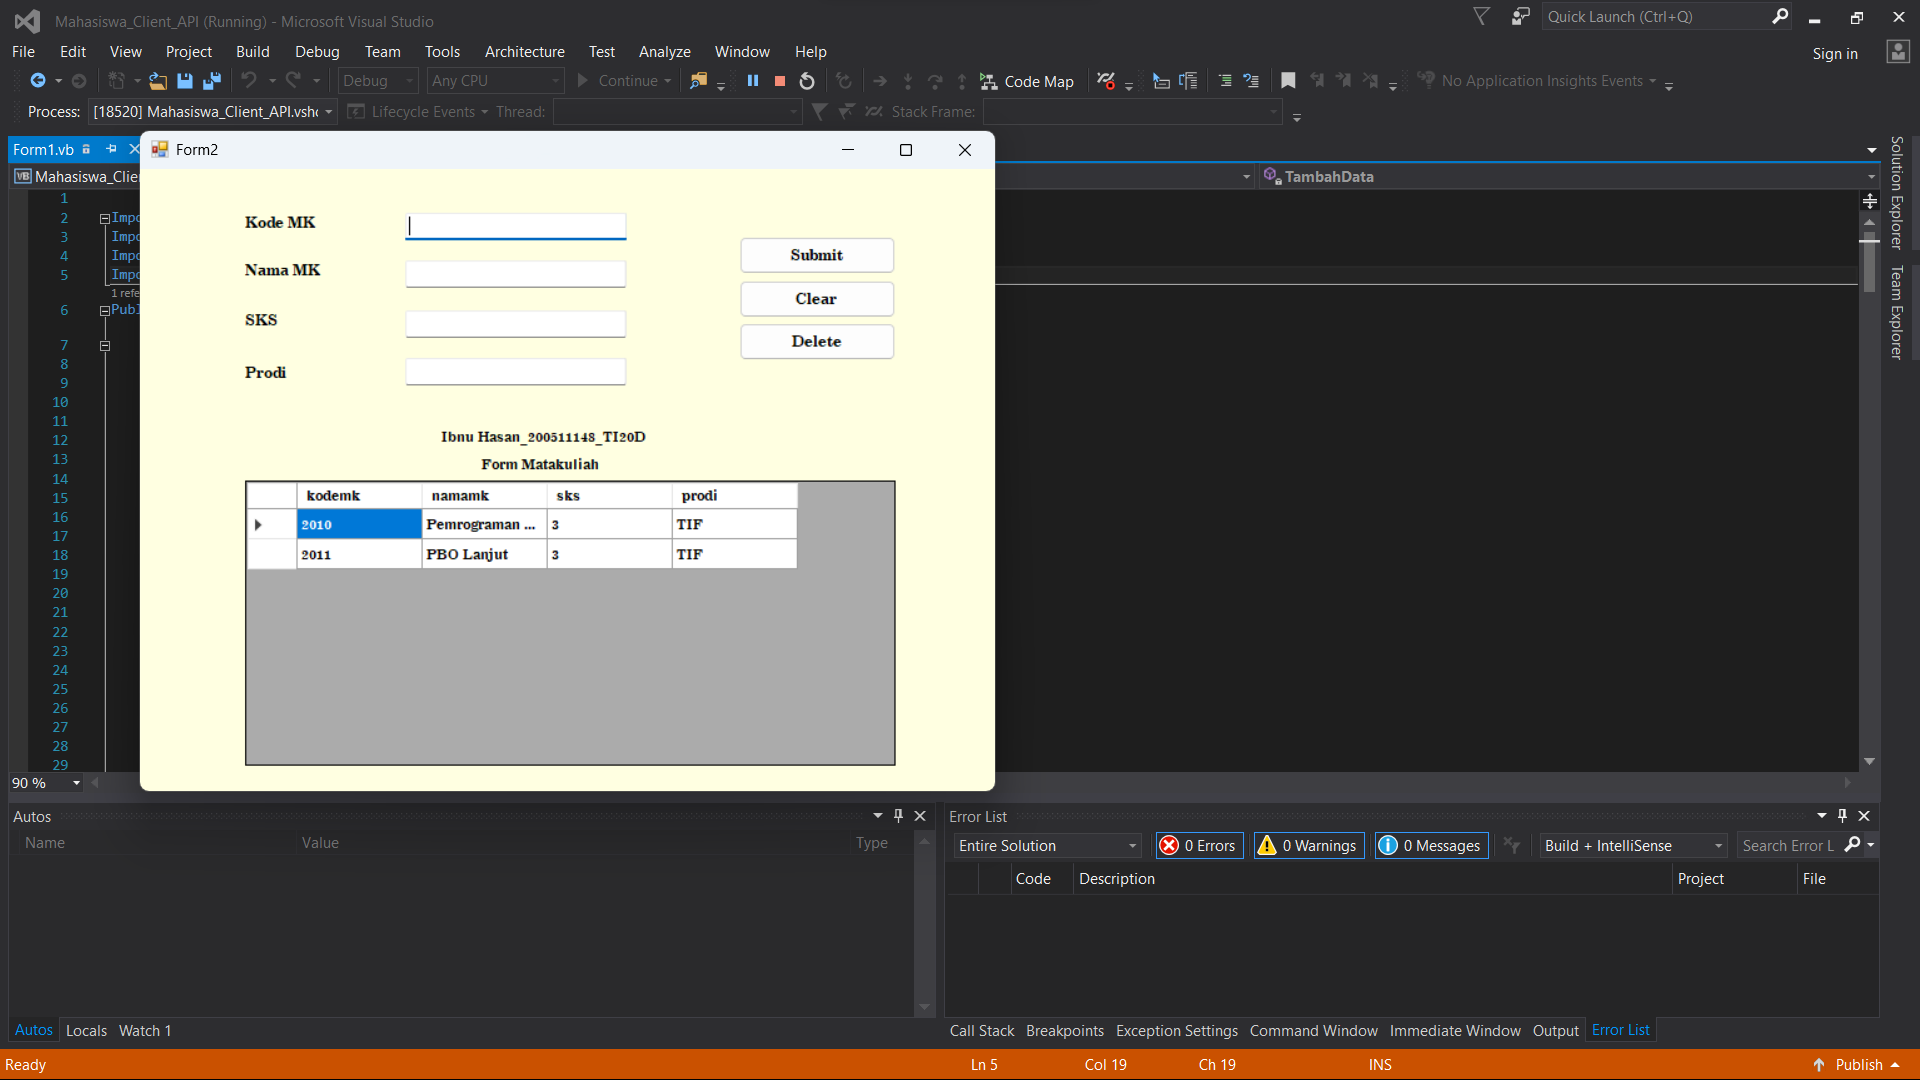 Mahasiswa_Client_API (Running) - Microsoft Visual Studio
Quick Launch (Ctrl+Q)
File Edit View Project Build Debug Team Tools Architecture Test Analyze Window Help
Sign in
Debug Any CPU Continue Code Map No Application Insights Events
Process: [18520] Mahasiswa_Client_API.vsh Lifecycle Events Thread: Stack Frame:
Form1.vb
Form2
Mahasiswa_Clie
TambahData
Solution Explorer
Team Explorer
1
2 Impo
3 Impo
4 Impo
5 Impo
1 refe
6 Publ
7
8
9
10
11
12
13
14
15
16
17
18
19
20
21
22
23
24
25
26
27
28
29
Kode MK
Nama MK
SKS
Prodi
Submit
Clear
Delete
Ibnu Hasan_200511148_TI20D
Form Matakuliah
kodemk namamk sks prodi
2010 Pemrograman ... 3 TIF
2011 PBO Lanjut 3 TIF
90 %
Autos
Name Value Type
Autos Locals Watch 1
Error List
Entire Solution 0 Errors 0 Warnings 0 Messages Build + IntelliSense Search Error L
Code Description Project File
Call Stack Breakpoints Exception Settings Command Window Immediate Window Output Error List
Ready Ln 5 Col 19 Ch 19 INS Publish